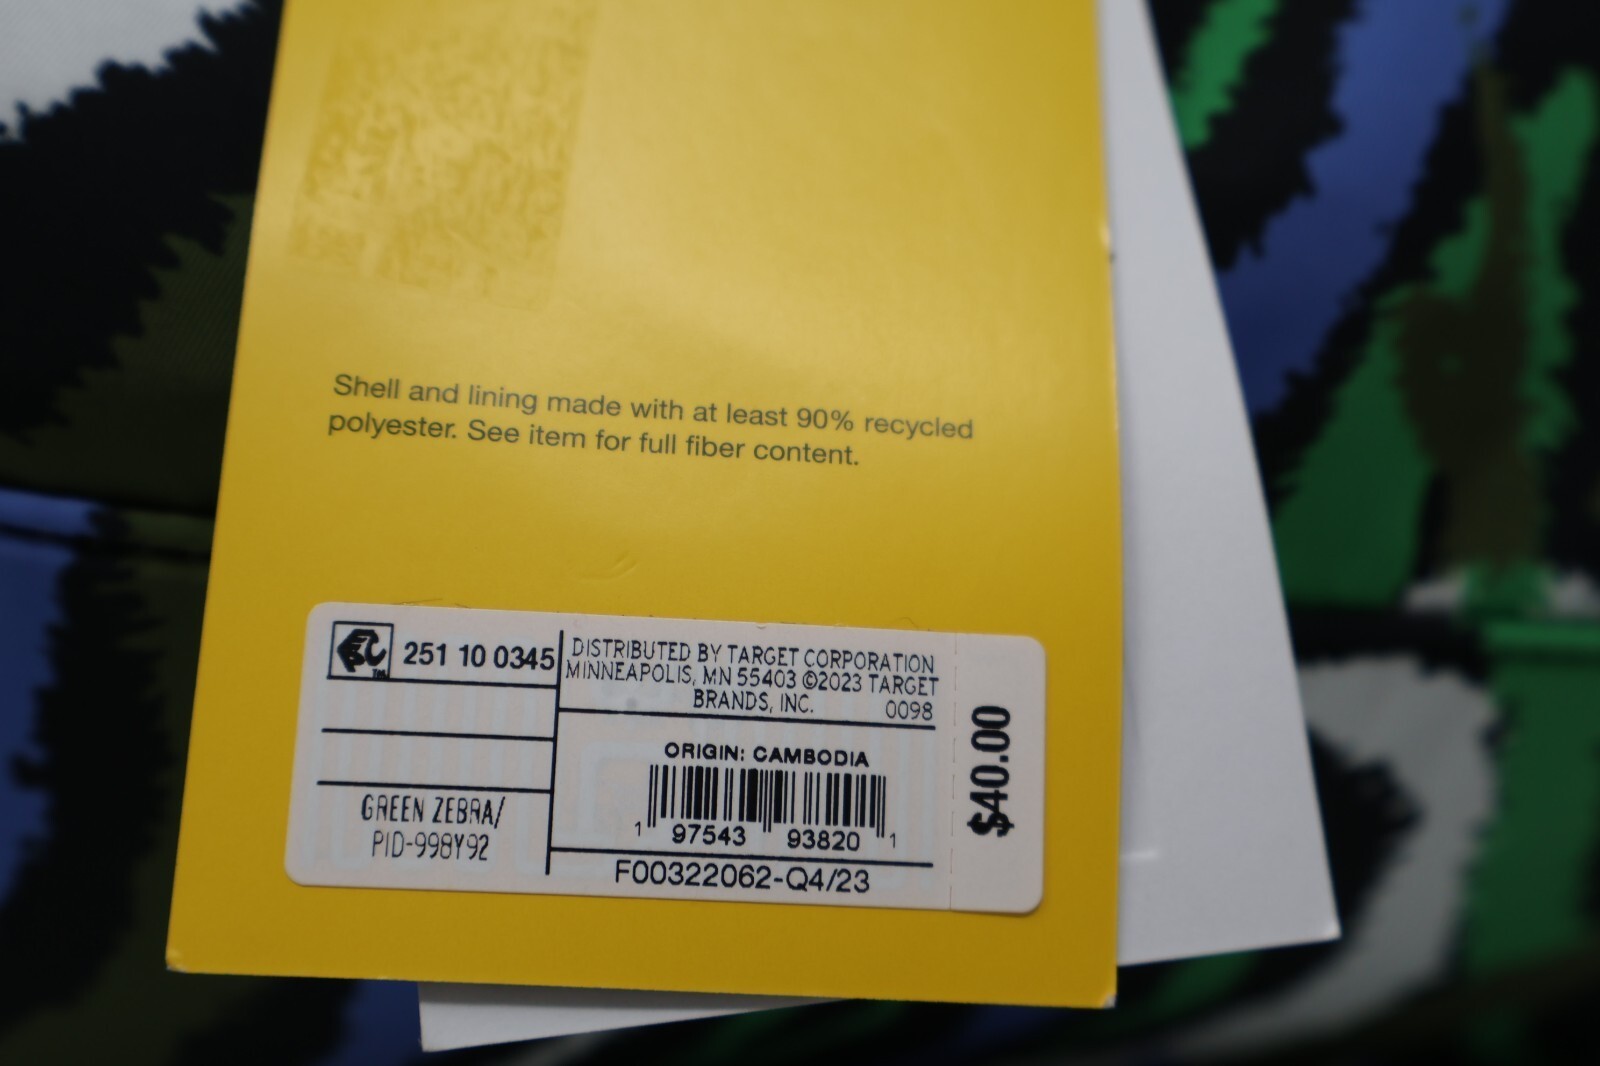 Shell and lining made with at least 90% recycled
polyester. See item for full fiber content.
251 10 0345
TM
DISTRIBUTED BY TARGET CORPORATION
MINNEAPOLIS, MN 55403 ©2023 TARGET
BRANDS, INC. 0098
ORIGIN: CAMBODIA
1 97543 93820 1
F00322062-Q4/23
GREEN ZEBRA/
PID-998Y92
$40.00